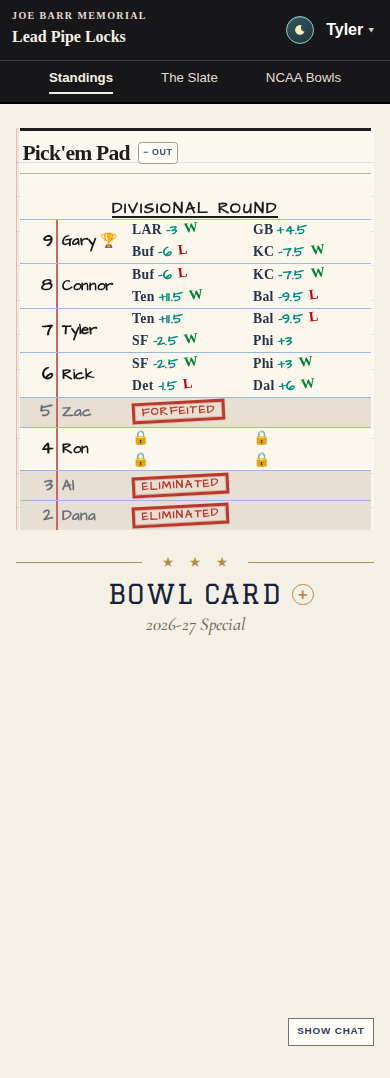 JOE BARR MEMORIAL
Lead Pipe Locks
Tyler ▾
Standings The Slate NCAA Bowls
Pick'em Pad − OUT
DIVISIONAL ROUND
9 Gary 🏆 LAR -3 W GB +4.5
Buf -6 L KC -7.5 W
8 Connor Buf -6 L KC -7.5 W
Ten +11.5 W Bal -9.5 L
7 Tyler Ten +11.5 Bal -9.5 L
SF -2.5 W Phi +3
6 Rick SF -2.5 W Phi +3 W
Det -1.5 L Dal +6 W
5 Zac FORFEITED
4 Ron 🔒 🔒
🔒 🔒
3 Al ELIMINATED
2 Dana ELIMINATED
★ ★ ★
BOWL CARD +
2026-27 Special
SHOW CHAT